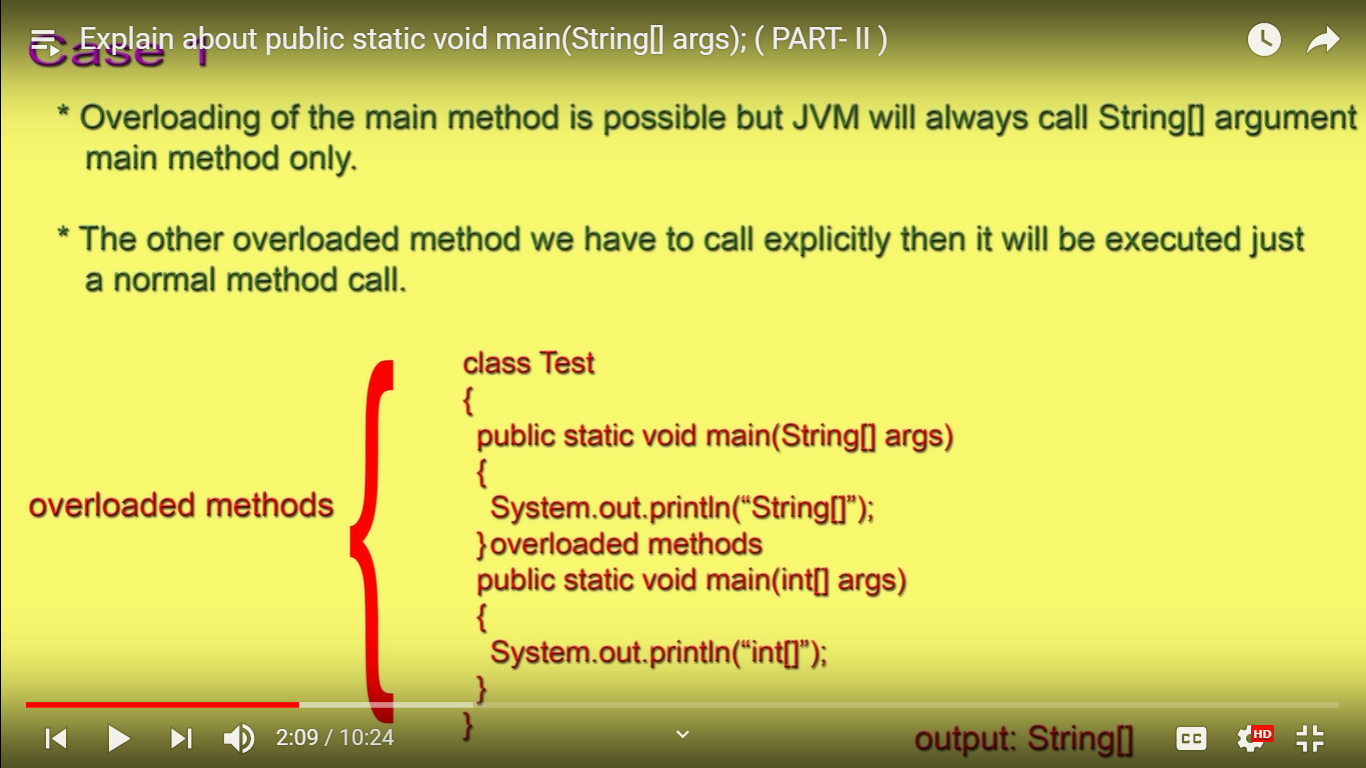 Explain about public static void main(String[] args); ( PART- II )
Case 1
* Overloading of the main method is possible but JVM will always call String[] argument
main method only.
* The other overloaded method we have to call explicitly then it will be executed just
a normal method call.
class Test
{
public static void main(String[] args)
{
System.out.println(“String[]”);
} overloaded methods
public static void main(int[] args)
{
System.out.println(“int[]”);
}
}
overloaded methods
output: String[]
2:09 / 10:24
CC
HD